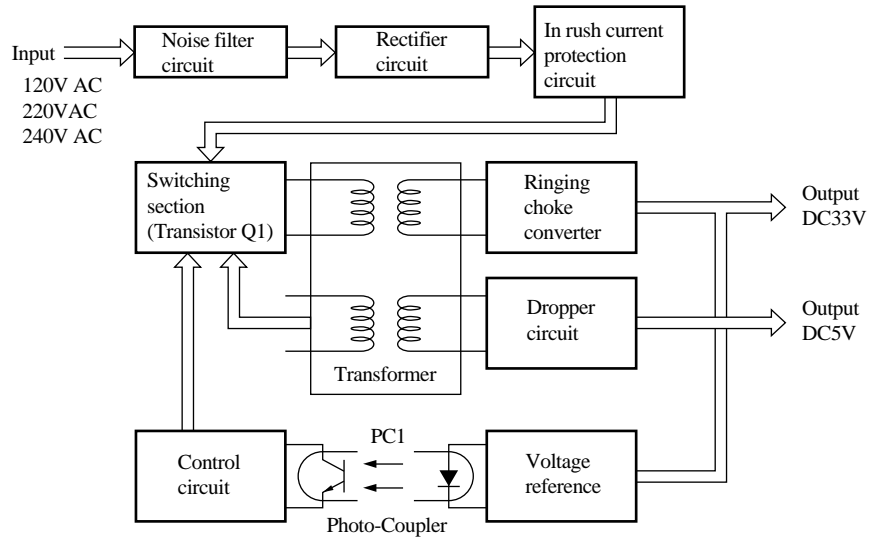 Input
120V AC
220VAC
240V AC
Noise filter
circuit
Rectifier
circuit
In rush current
protection
circuit
Switching
section
(Transistor Q1)
Ringing
choke
converter
Output
DC33V
Dropper
circuit
Output
DC5V
Transformer
Control
circuit
PC1
Photo-Coupler
Voltage
reference